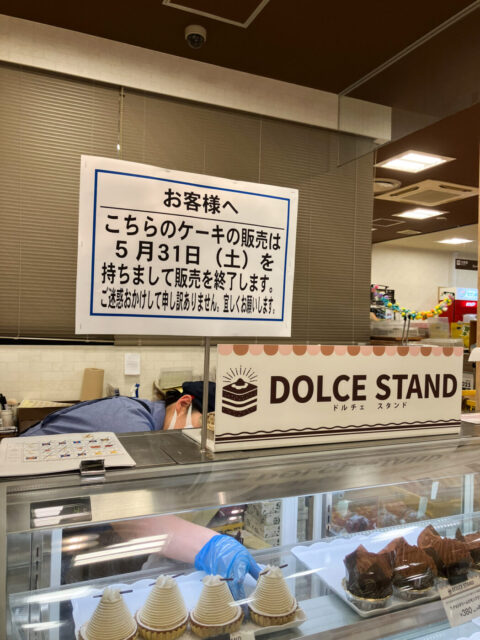 お客様へ
こちらのケーキの販売は
５月31日（土）を
持ちまして販売を終了します。
ご迷惑おかけして申し訳ありません。宜しくお願いします。
DOLCE STAND
ドルチェ スタンド
DOLCE STAND
380